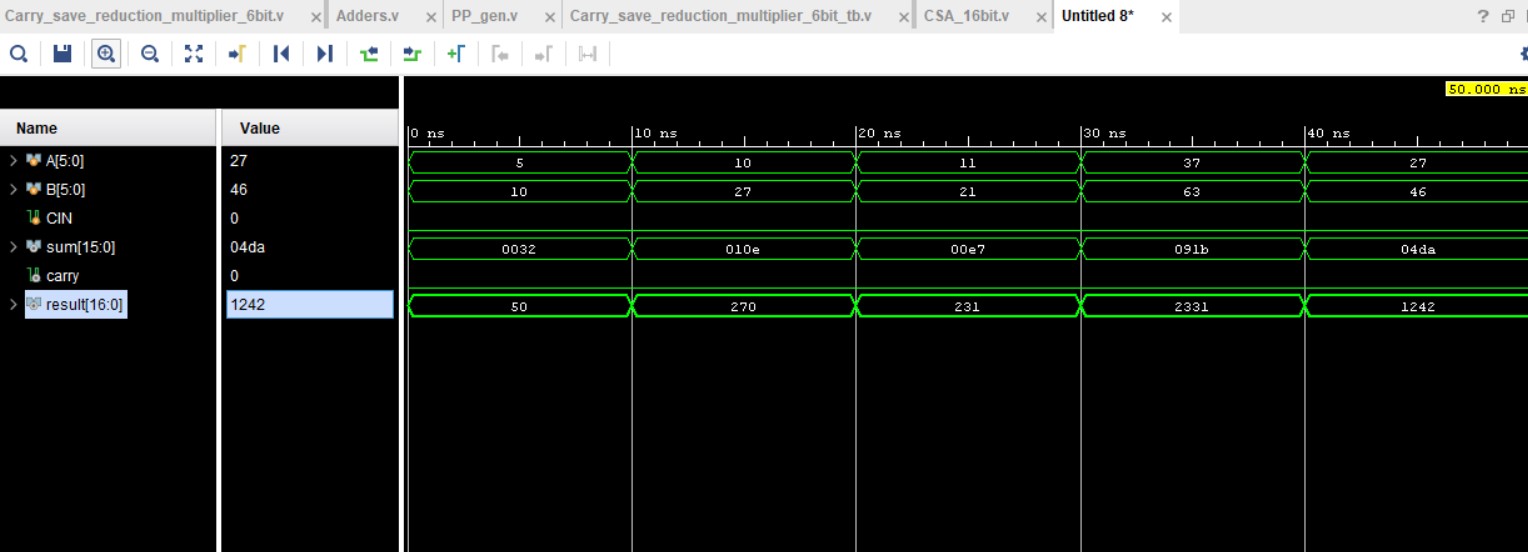 Carry_save_reduction_multiplier_6bit.v × Adders.v × PP_gen.v × Carry_save_reduction_multiplier_6bit_tb.v × CSA_16bit.v × Untitled 8* × ?
50.000 ns
Name Value 0 ns 10 ns 20 ns 30 ns 40 ns
A[5:0] 27 5 10 11 37 27
B[5:0] 46 10 27 21 63 46
CIN 0
sum[15:0] 04da 0032 010e 00e7 091b 04da
carry 0
result[16:0] 1242 50 270 231 2331 1242